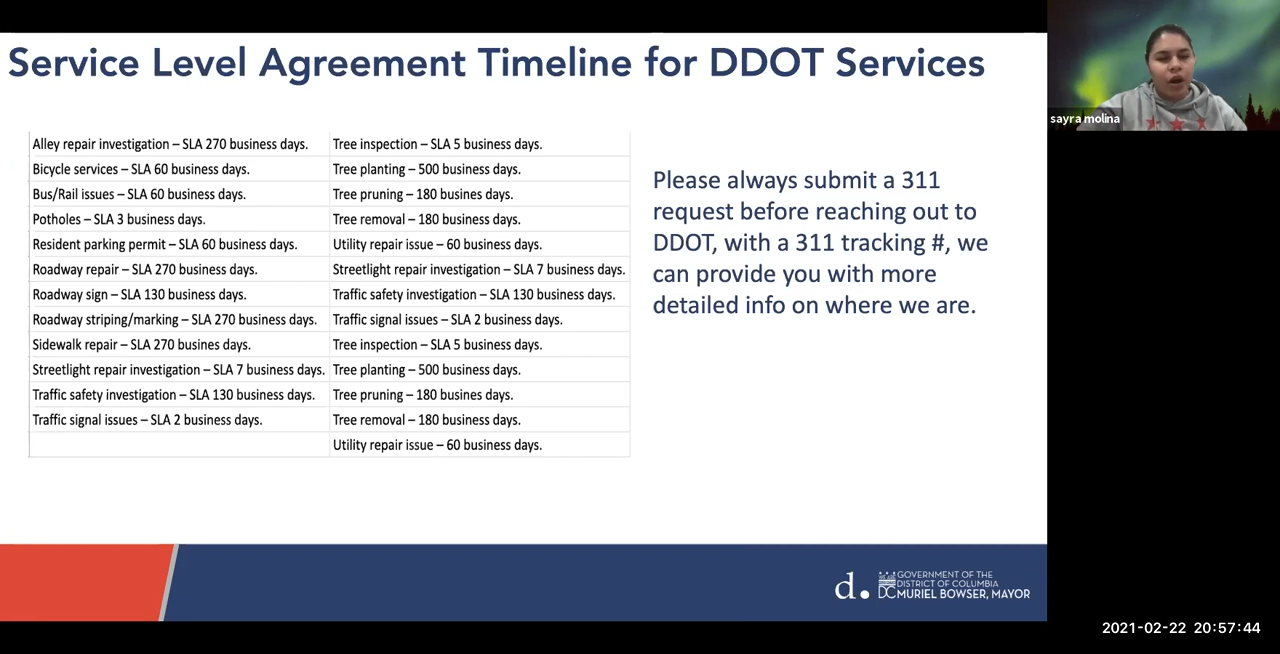 Service Level Agreement Timeline for DDOT Services
sayra molina
Alley repair investigation – SLA 270 business days.
Bicycle services – SLA 60 business days.
Bus/Rail issues – SLA 60 business days.
Potholes – SLA 3 business days.
Resident parking permit – SLA 60 business days.
Roadway repair – SLA 270 business days.
Roadway sign – SLA 130 business days.
Roadway striping/marking – SLA 270 business days.
Sidewalk repair – SLA 270 busines days.
Streetlight repair investigation – SLA 7 business days.
Traffic safety investigation – SLA 130 business days.
Traffic signal issues – SLA 2 business days.
Tree inspection – SLA 5 business days.
Tree planting – 500 business days.
Tree pruning – 180 busines days.
Tree removal – 180 business days.
Utility repair issue – 60 business days.
Streetlight repair investigation – SLA 7 business days.
Traffic safety investigation – SLA 130 business days.
Traffic signal issues – SLA 2 business days.
Tree inspection – SLA 5 business days.
Tree planting – 500 business days.
Tree pruning – 180 busines days.
Tree removal – 180 business days.
Utility repair issue – 60 business days.
Please always submit a 311
request before reaching out to
DDOT, with a 311 tracking #, we
can provide you with more
detailed info on where we are.
d.
GOVERNMENT OF THE
DISTRICT OF COLUMBIA
DC MURIEL BOWSER, MAYOR
2021-02-22 20:57:44